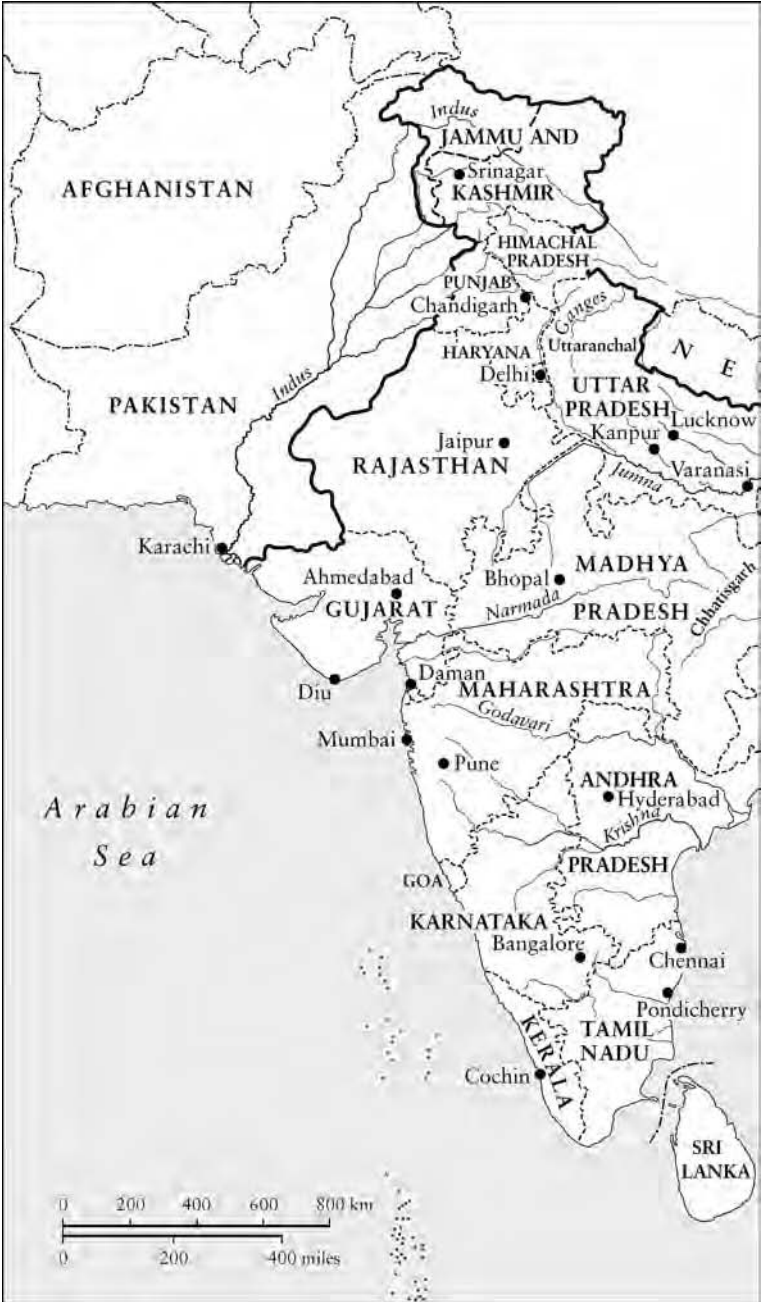 Indus
JAMMU AND
Srinagar
KASHMIR
AFGHANISTAN
HIMACHAL
PRADESH
PUNJAB
Chandigarh
Ganges
Uttaranchal
N E
HARYANA
Delhi
Indus
PAKISTAN
UTTAR
PRADESH
Lucknow
Kanpur
Jaipur
RAJASTHAN
Varanasi
Jumna
Karachi
MADHYA
Bhopal
Ahmedabad
Narmada
PRADESH
GUJARAT
Chhatisgarh
Diu
Daman
MAHARASHTRA
Godavari
Mumbai
Pune
ANDHRA
Hyderabad
Krishna
Arabian
Sea
PRADESH
GOA
KARNATAKA
Bangalore
Chennai
Pondicherry
KERALA
TAMIL
NADU
Cochin
SRI
LANKA
0 200 400 600 800 km
0 200 400 miles